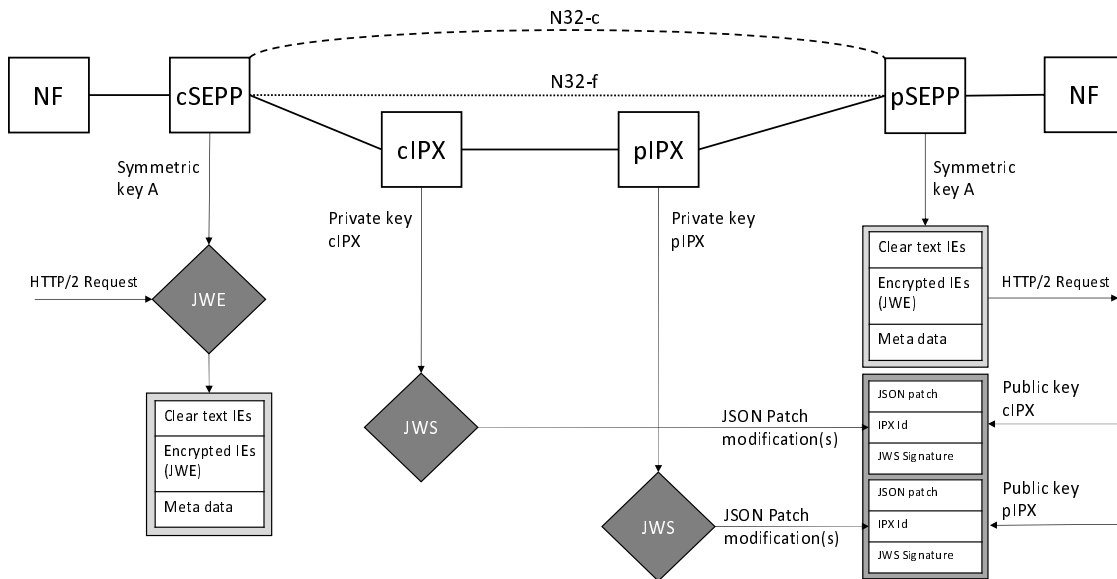 N32-c
N32-f
NF
cSEPP
pSEPP
NF
cIPX
pIPX
Symmetric
key A
Private key
cIPX
Private key
pIPX
Symmetric
key A
HTTP/2 Request
JWE
Clear text IEs
Encrypted IEs
(JWE)
Meta data
HTTP/2 Request
Clear text IEs
Encrypted IEs
(JWE)
Meta data
JWS
JSON Patch
modification(s)
JSON patch
IPX Id
JWS Signature
Public key
cIPX
JWS
JSON Patch
modification(s)
JSON patch
IPX Id
JWS Signature
Public key
pIPX